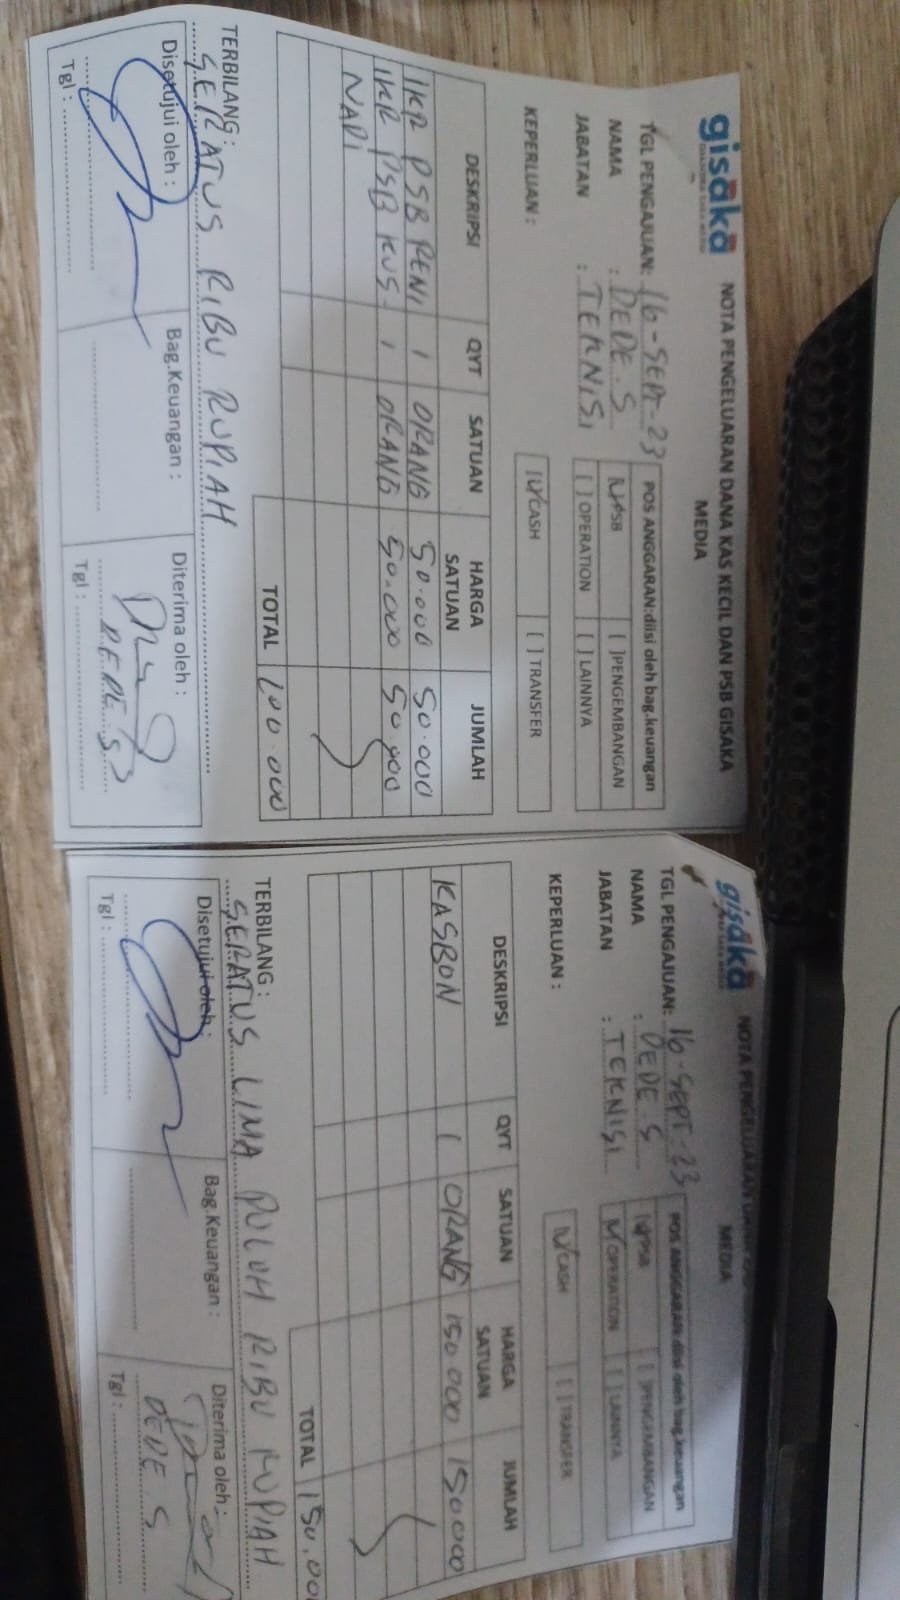 gisaka
NOTA PENGELUARAN DANA KAS KECIL DAN PSB GISAKA
MEDIA
TGL PENGAJUAN: 16-SEPT-23
NAMA : DEDE.S
JABATAN : TEKNISI
POS ANGGARAN:diisi oleh bag.keuangan
[✓] PSB [ ]PENGEMBANGAN
[ ] OPERATION [ ] LAINNYA
KEPERLUAN :
[✓] CASH [ ] TRANSFER
DESKRIPSI QYT SATUAN HARGA SATUAN JUMLAH
IKR PSB RENI 1 ORANG 50.000 50.000
IKR PSB KUS- 1 ORANG 50.000 50.000
NADI
TOTAL 100.000
TERBILANG :
SERATUS RIBU RUPIAH
Disetujui oleh : Bag.Keuangan : Diterima oleh :
DEDE S
Tgl : Tgl :
gisaka
NOTA PENGELUARAN
MEDIA
TGL PENGAJUAN: 16-SEPT 23
NAMA : DEDE.S
JABATAN : TEKNISI
POS ANGGARAN:diisi oleh bag.keuangan
[✓] PSB [ ]PENGEMBANGAN
[✓] OPERATION [ ] LAINNYA
KEPERLUAN :
[✓] CASH [ ] TRANSFER
DESKRIPSI QYT SATUAN HARGA SATUAN JUMLAH
KASBON 1 ORANG 150.000 150.000
TOTAL 150.00
TERBILANG :
SERATUS LIMA PULUH RIBU RUPIAH
Disetujui oleh : Bag.Keuangan : Diterima oleh :
DEDE S
Tgl : Tgl :